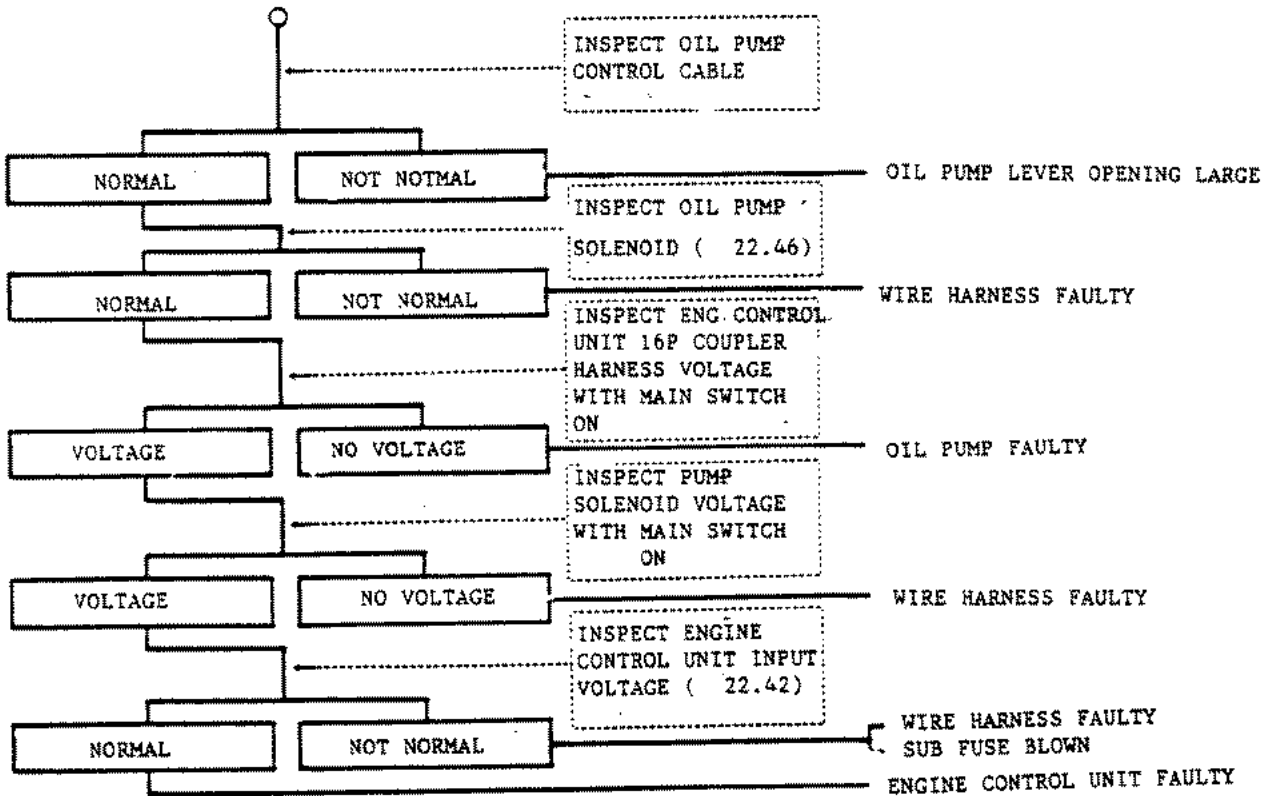 INSPECT OIL PUMP
CONTROL CABLE
NORMAL
NOT NOTMAL
OIL PUMP LEVER OPENING LARGE
INSPECT OIL PUMP
SOLENOID ( 22.46)
NORMAL
NOT NORMAL
WIRE HARNESS FAULTY
INSPECT ENG. CONTROL
UNIT 16P COUPLER
HARNESS VOLTAGE
WITH MAIN SWITCH
ON
VOLTAGE
NO VOLTAGE
OIL PUMP FAULTY
INSPECT PUMP
SOLENOID VOLTAGE
WITH MAIN SWITCH
ON
VOLTAGE
NO VOLTAGE
WIRE HARNESS FAULTY
INSPECT ENGINE
CONTROL UNIT INPUT
VOLTAGE ( 22.42)
NORMAL
NOT NORMAL
WIRE HARNESS FAULTY
SUB FUSE BLOWN
ENGINE CONTROL UNIT FAULTY